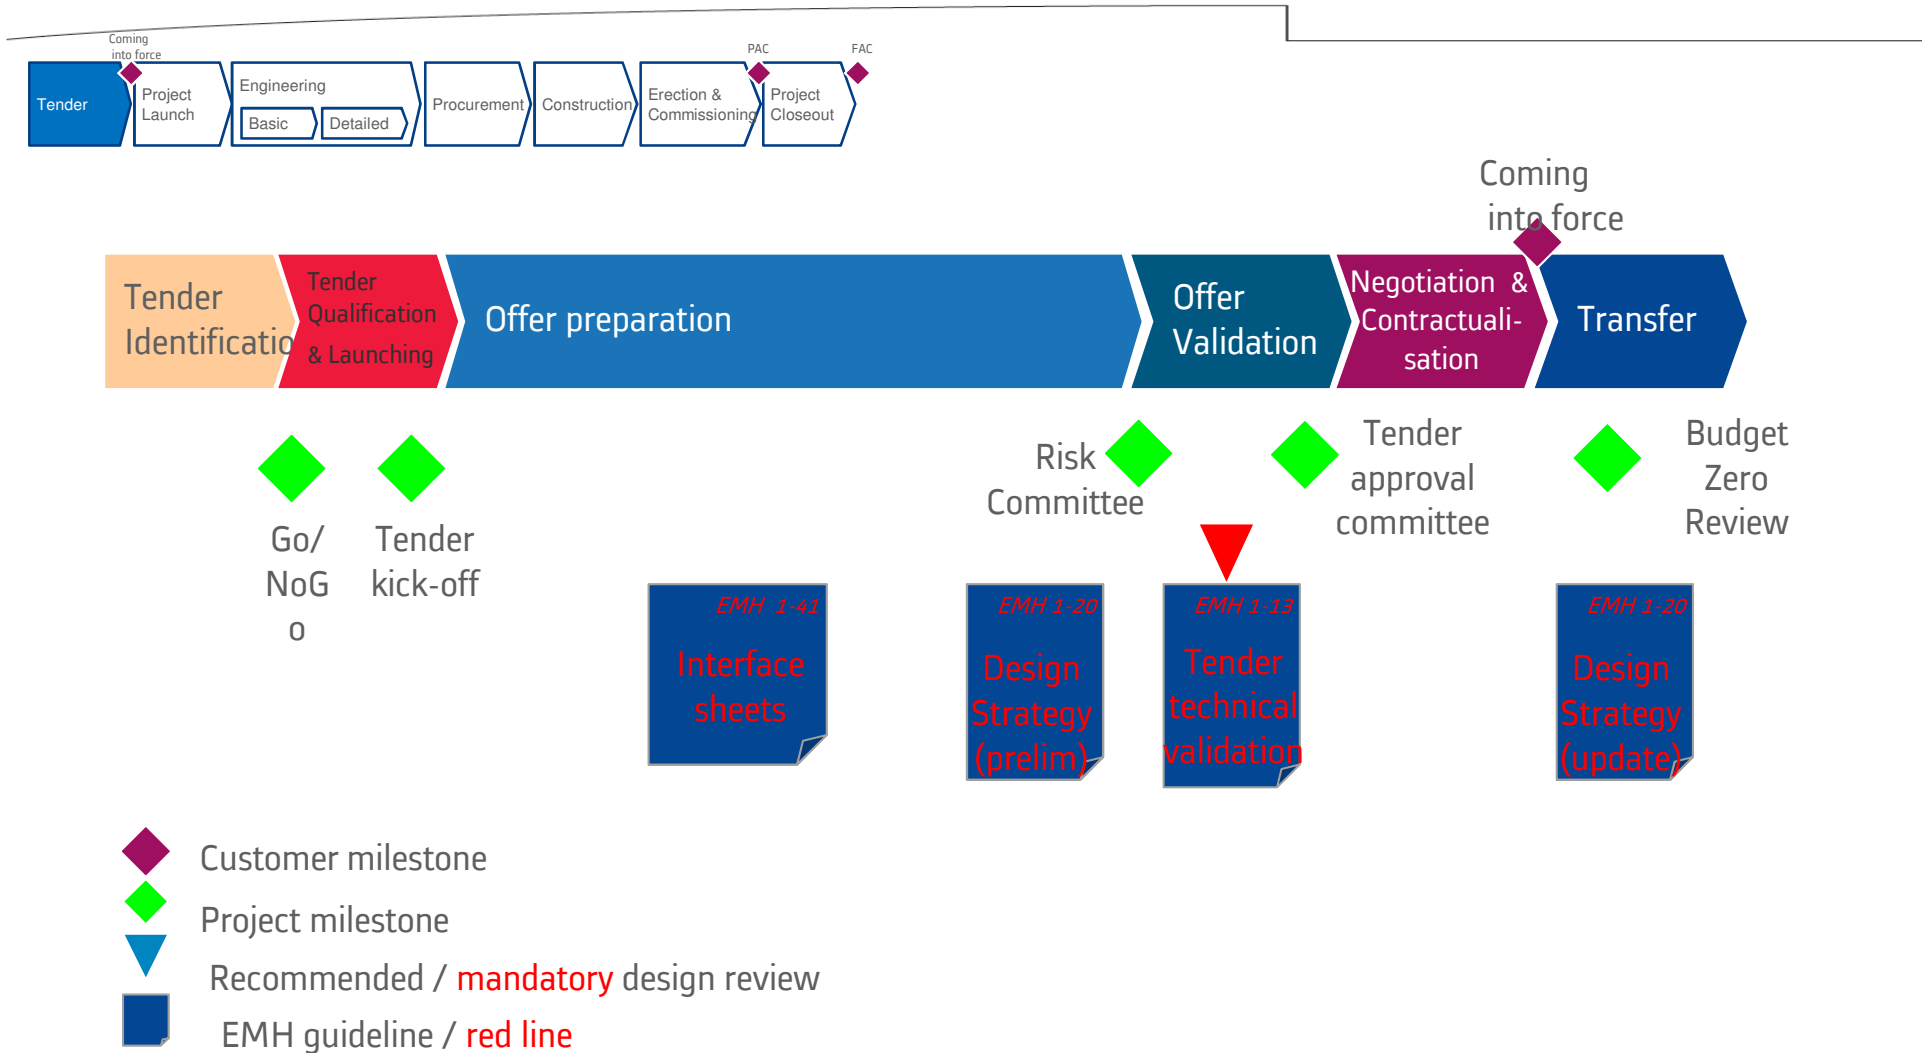 Coming
into force
PAC
FAC
Tender
Project
Launch
Engineering
Basic
Detailed
Procurement
Construction
Erection &
Commissioning
Project
Closeout
Coming
into force
Tender
Identificatio
Tender
Qualification
& Launching
Offer preparation
Offer
Validation
Negotiation &
Contractuali-
sation
Transfer
Go/
NoG
o
Tender
kick-off
Risk
Committee
Tender
approval
committee
Budget
Zero
Review
EMH 1-41
Interface
sheets
EMH 1-20
Design
Strategy
(prelim)
EMH 1-13
Tender
technical
validation
EMH 1-20
Design
Strategy
(update)
Customer milestone
Project milestone
Recommended / mandatory design review
EMH guideline / red line